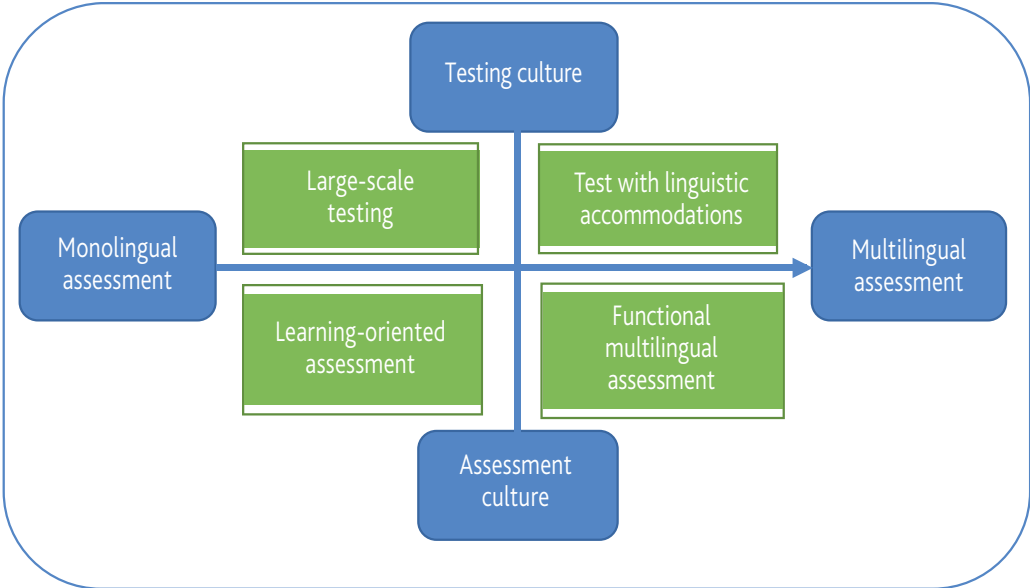 Testing culture
Large-scale
testing
Test with linguistic
accommodations
Monolingual
assessment
Multilingual
assessment
Learning-oriented
assessment
Functional
multilingual
assessment
Assessment
culture